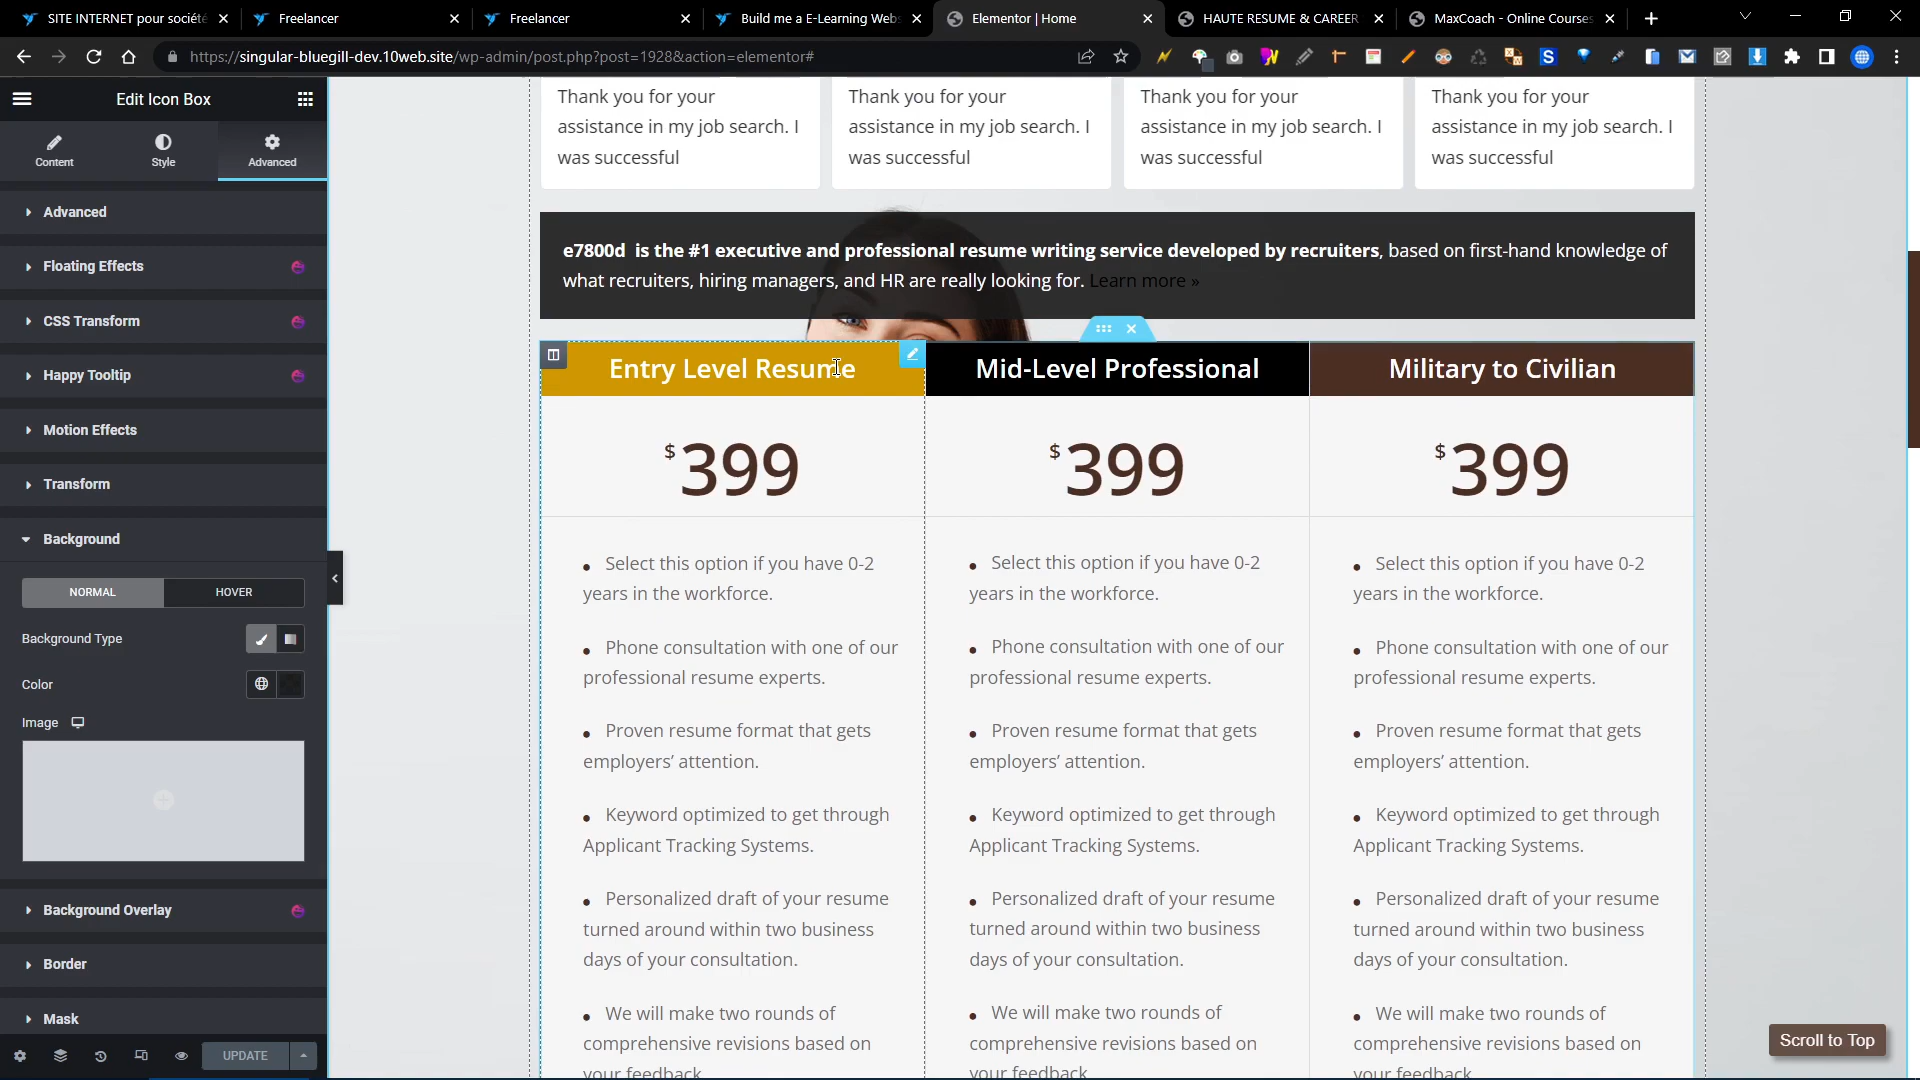 SITE INTERNET pour société
Freelancer
Freelancer
Build me a E-Learning Webs
Elementor | Home
HAUTE RESUME & CAREER
MaxCoach - Online Courses
https://singular-bluegill-dev.10web.site/wp-admin/post.php?post=1928&action=elementor#
Edit Icon Box
Content
Style
Advanced
Advanced
Floating Effects
CSS Transform
Happy Tooltip
Motion Effects
Transform
Background
NORMAL
HOVER
Background Type
Color
Image
Background Overlay
Border
Mask
UPDATE
Thank you for your
assistance in my job search. I
was successful
Thank you for your
assistance in my job search. I
was successful
Thank you for your
assistance in my job search. I
was successful
Thank you for your
assistance in my job search. I
was successful
e7800d  is the #1 executive and professional resume writing service developed by recruiters, based on first-hand knowledge of
what recruiters, hiring managers, and HR are really looking for. Learn more »
Entry Level Resume
$399
• Select this option if you have 0-2
years in the workforce.
• Phone consultation with one of our
professional resume experts.
• Proven resume format that gets
employers’ attention.
• Keyword optimized to get through
Applicant Tracking Systems.
• Personalized draft of your resume
turned around within two business
days of your consultation.
• We will make two rounds of
comprehensive revisions based on
your feedback
Mid-Level Professional
$399
• Select this option if you have 0-2
years in the workforce.
• Phone consultation with one of our
professional resume experts.
• Proven resume format that gets
employers’ attention.
• Keyword optimized to get through
Applicant Tracking Systems.
• Personalized draft of your resume
turned around within two business
days of your consultation.
• We will make two rounds of
comprehensive revisions based on
your feedback
Military to Civilian
$399
• Select this option if you have 0-2
years in the workforce.
• Phone consultation with one of our
professional resume experts.
• Proven resume format that gets
employers’ attention.
• Keyword optimized to get through
Applicant Tracking Systems.
• Personalized draft of your resume
turned around within two business
days of your consultation.
• We will make two rounds of
comprehensive revisions based on
your feedback
Scroll to Top